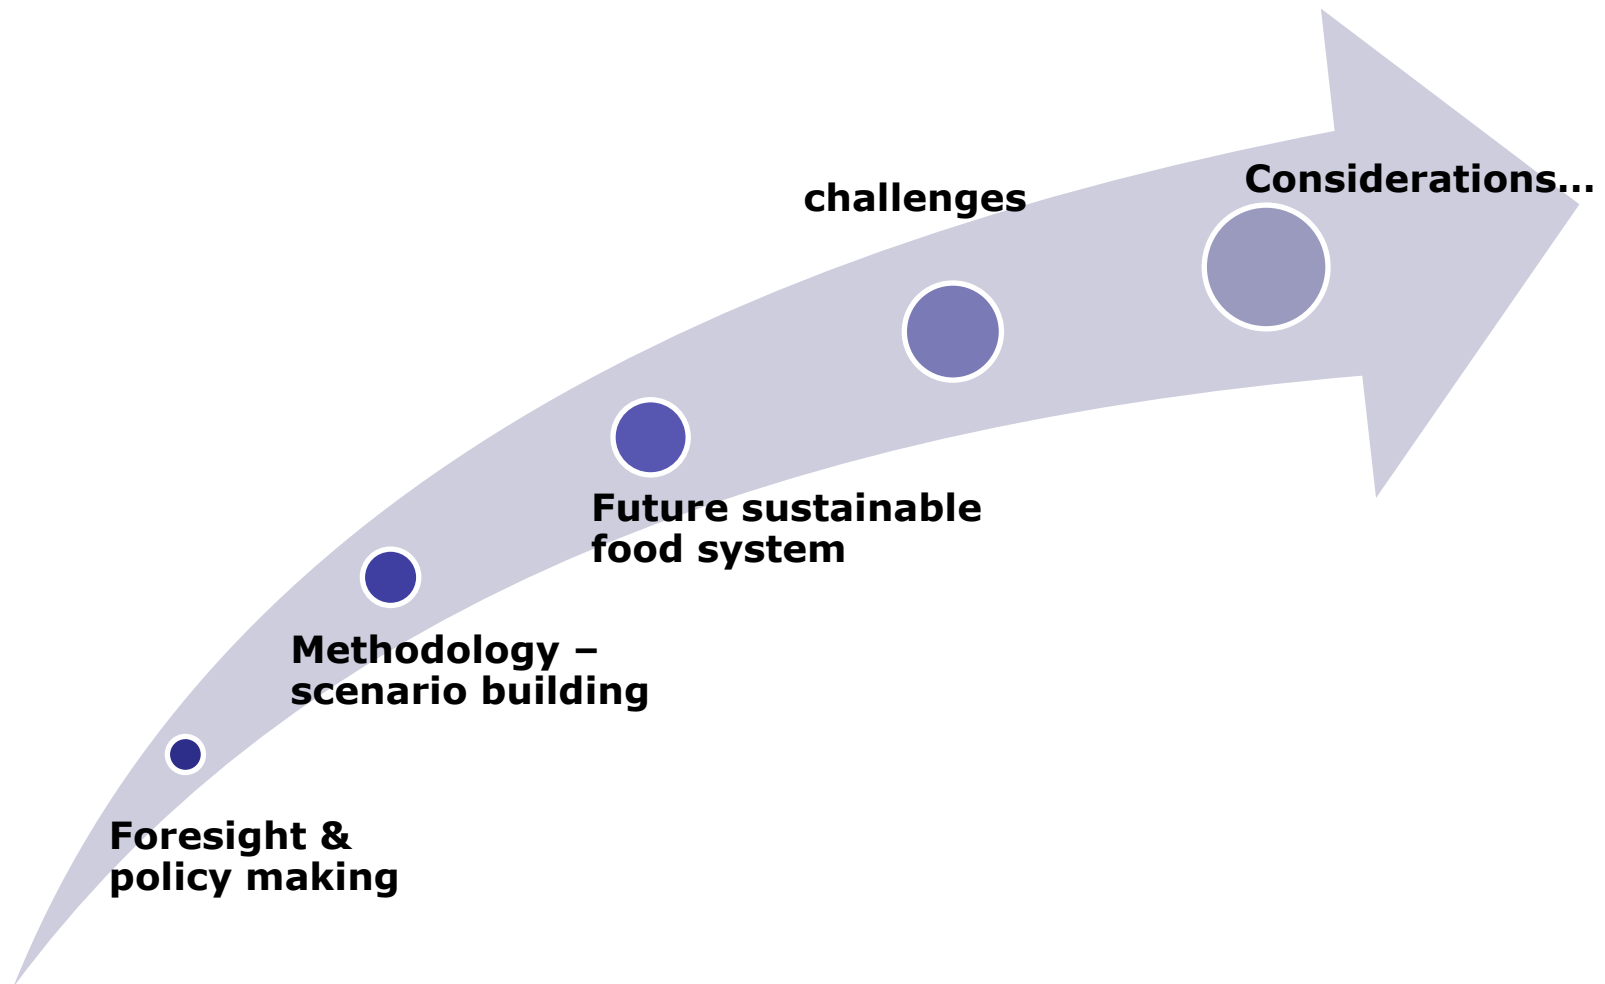 Considerations...
challenges
Future sustainable
food system
Methodology –
scenario building
Foresight &
policy making